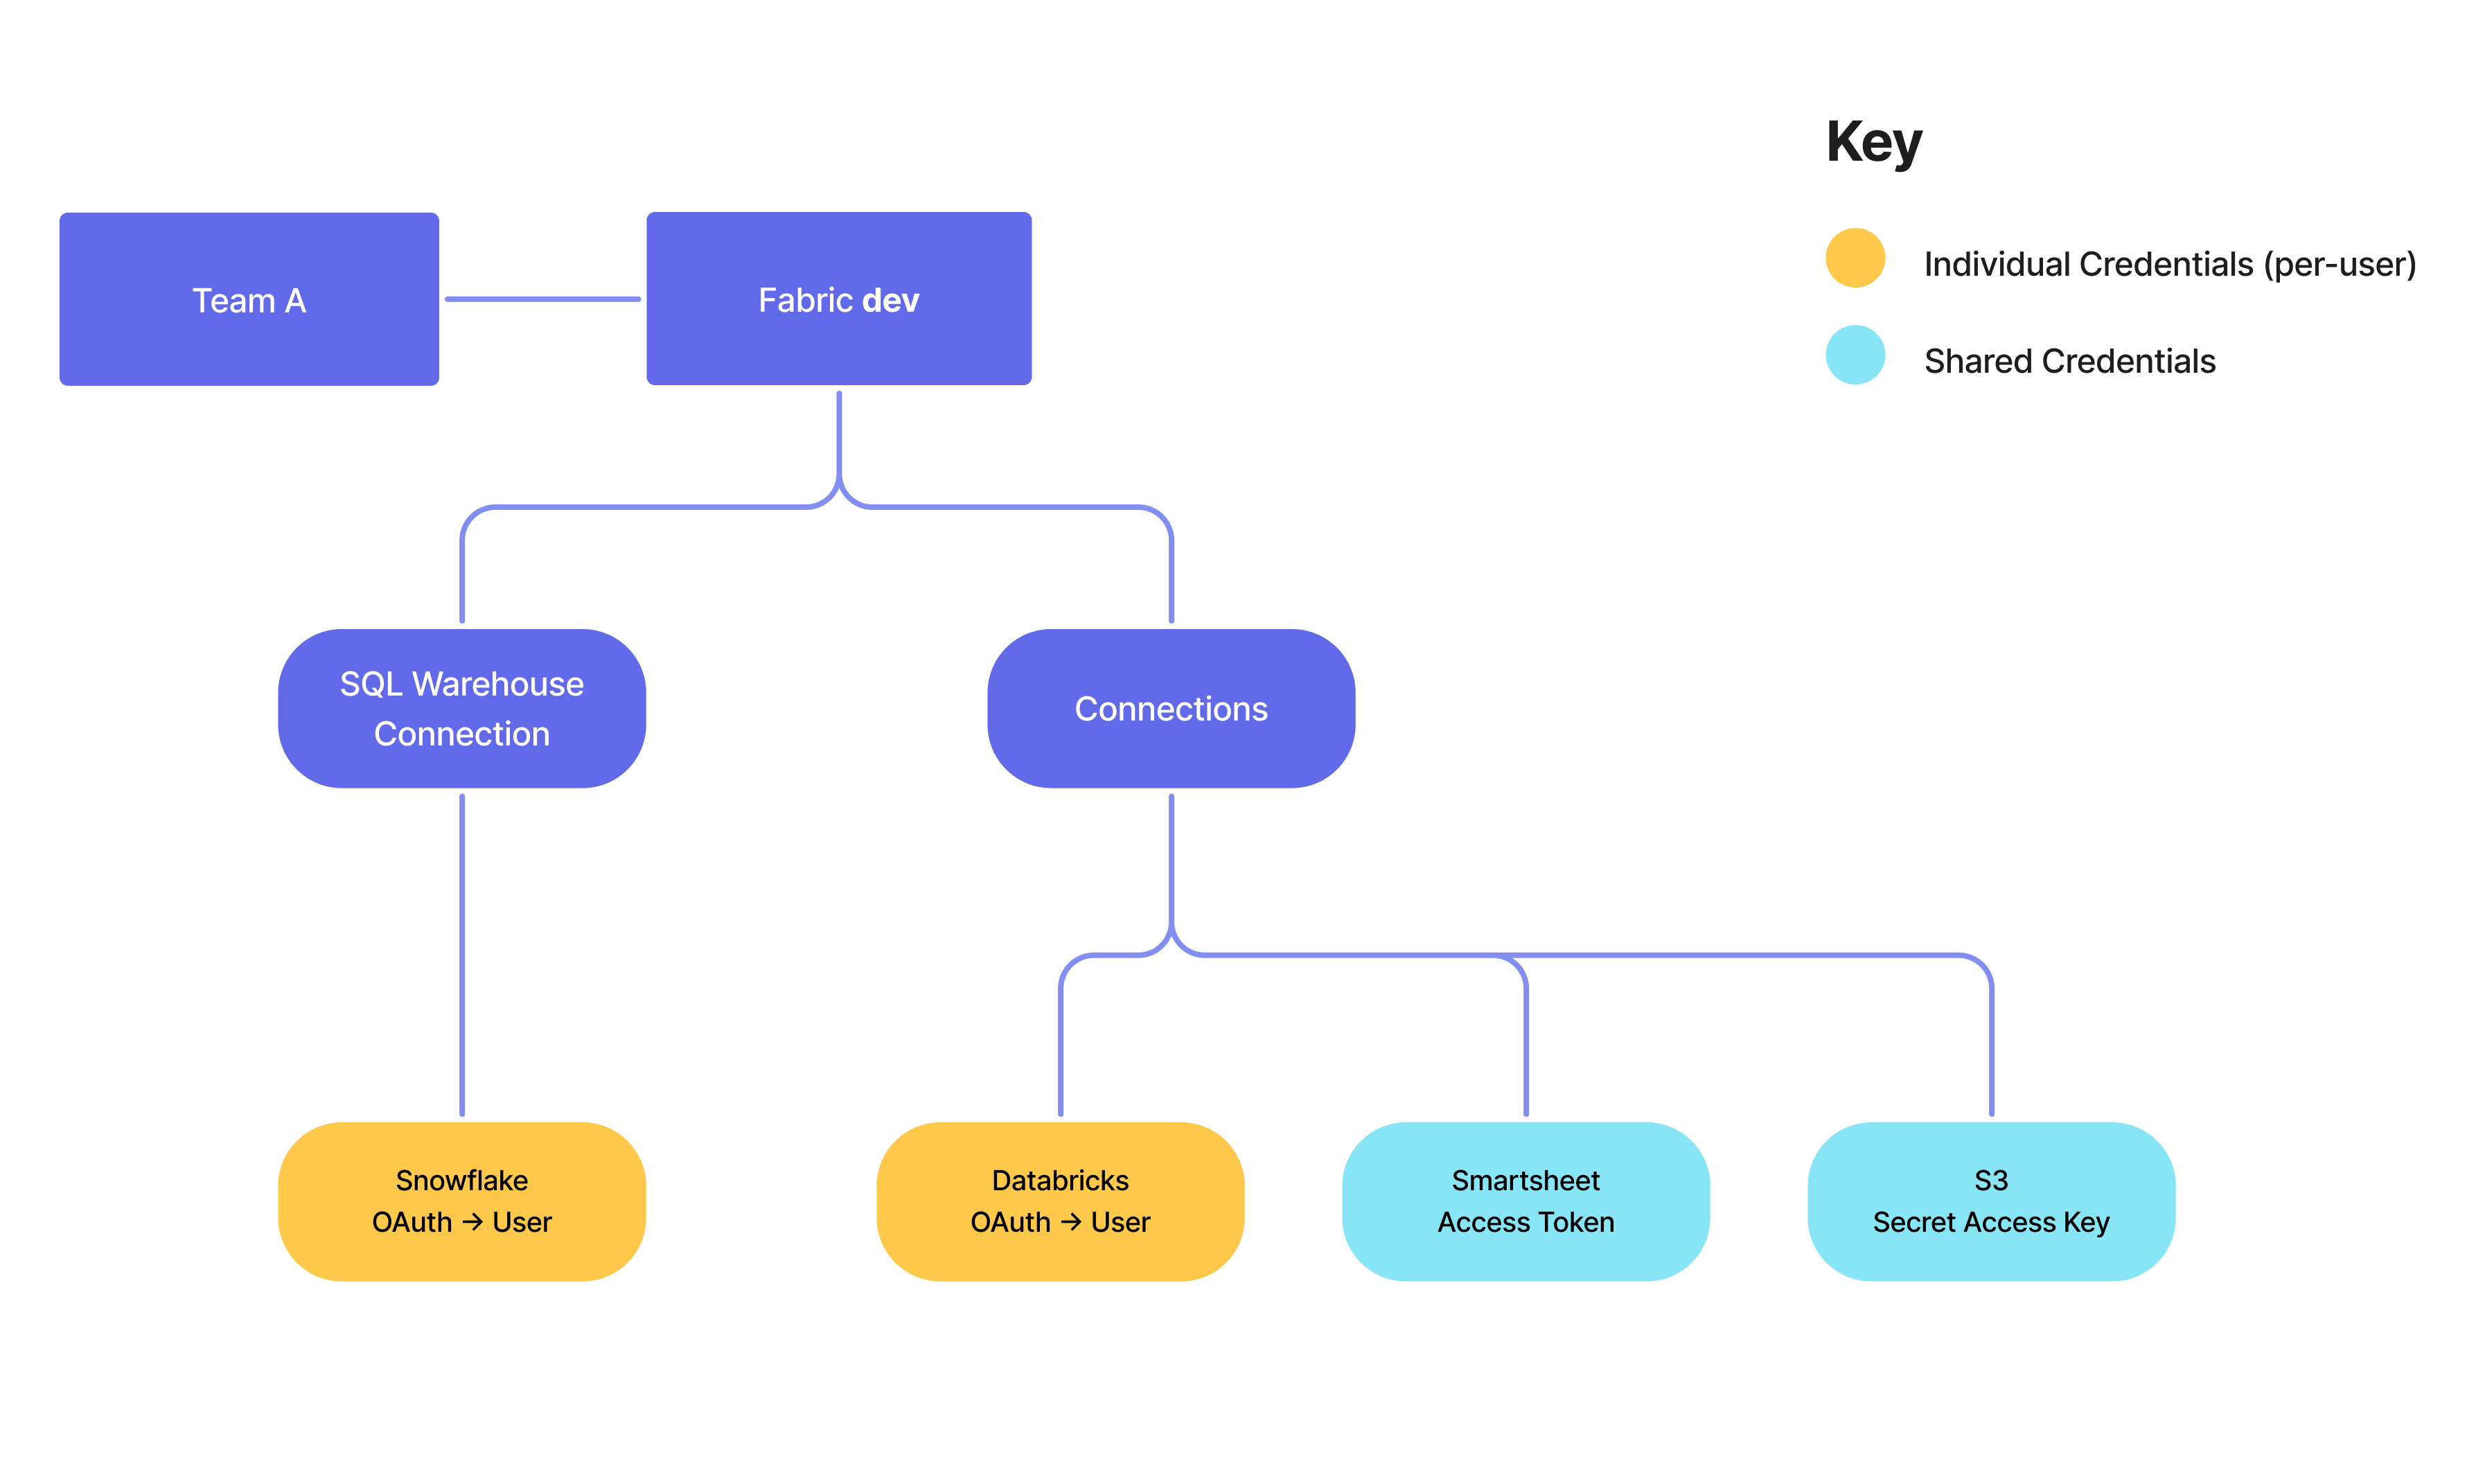 Key
Individual Credentials (per-user)
Shared Credentials
Team A
Fabric dev
SQL Warehouse
Connection
Connections
Snowflake
OAuth → User
Databricks
OAuth → User
Smartsheet
Access Token
S3
Secret Access Key